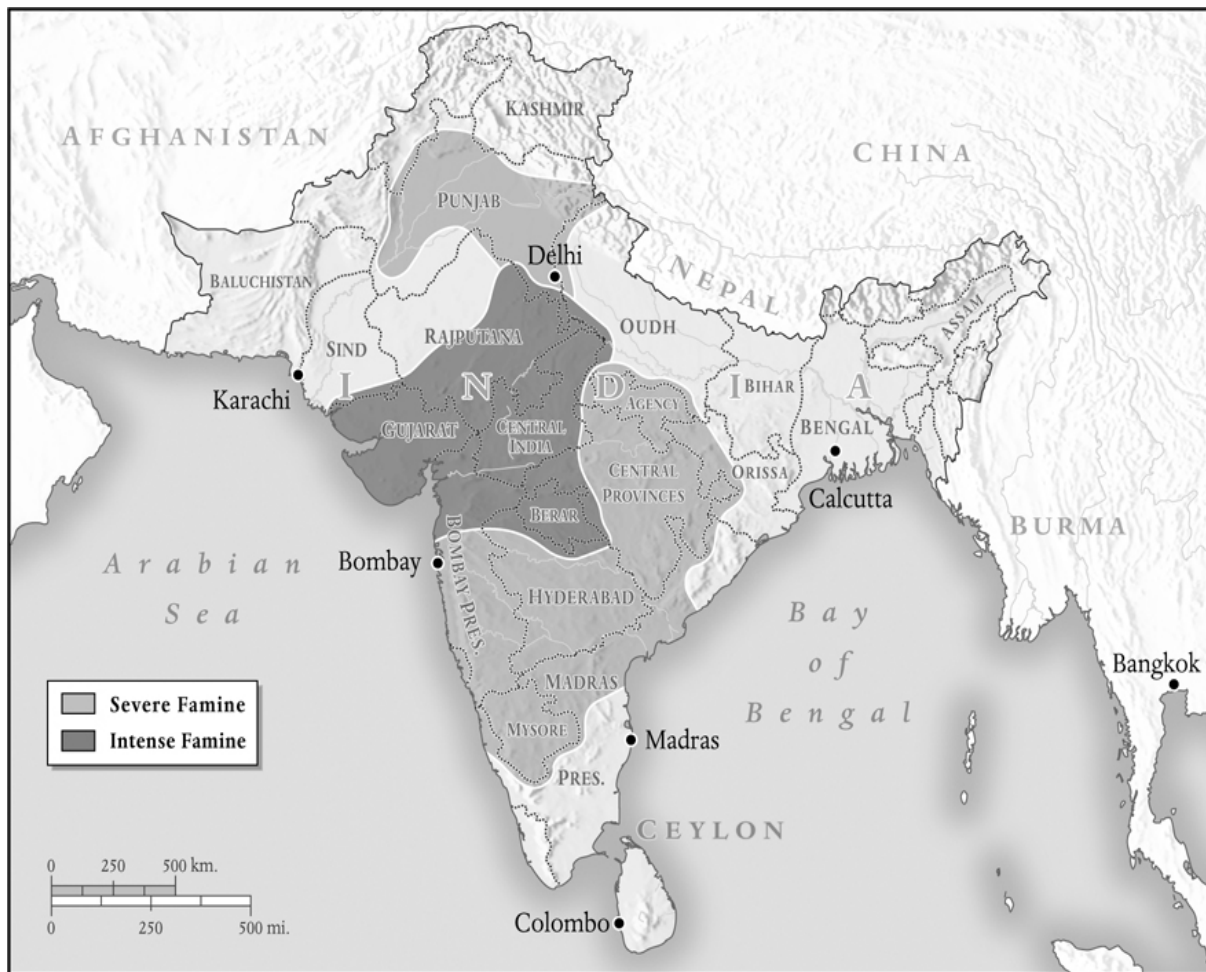 KASHMIR
AFGHANISTAN
CHINA
PUNJAB
Delhi
NEPAL
BALUCHISTAN
ASSAM
OUDH
RAJPUTANA
SIND
Karachi
I N D I A
BIHAR
AGENCY
GUJARAT
CENTRAL
INDIA
BENGAL
CENTRAL
PROVINCES
ORISSA
Calcutta
BERAR
BURMA
BOMBAY PRES.
Arabian
Sea
Bombay
HYDERABAD
Bay
of
Bengal
Bangkok
MADRAS
Severe Famine
Intense Famine
MYSORE
Madras
PRES.
CEYLON
0 250 500 km.
0 250 500 mi.
Colombo